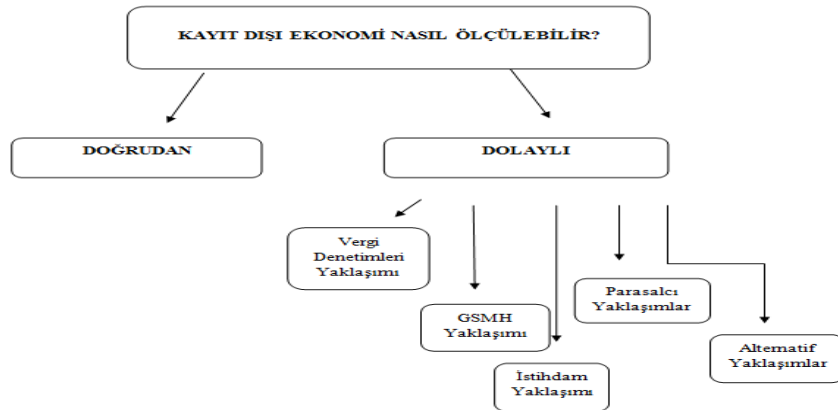 KAYIT DIŞI EKONOMİ NASIL ÖLÇÜLEBİLİR?
DOĞRUDAN
DOLAYLI
Vergi
Denetimleri
Yaklaşımı
GSMH
Yaklaşımı
İstihdam
Yaklaşımı
Parasalcı
Yaklaşımlar
Alternatif
Yaklaşımlar